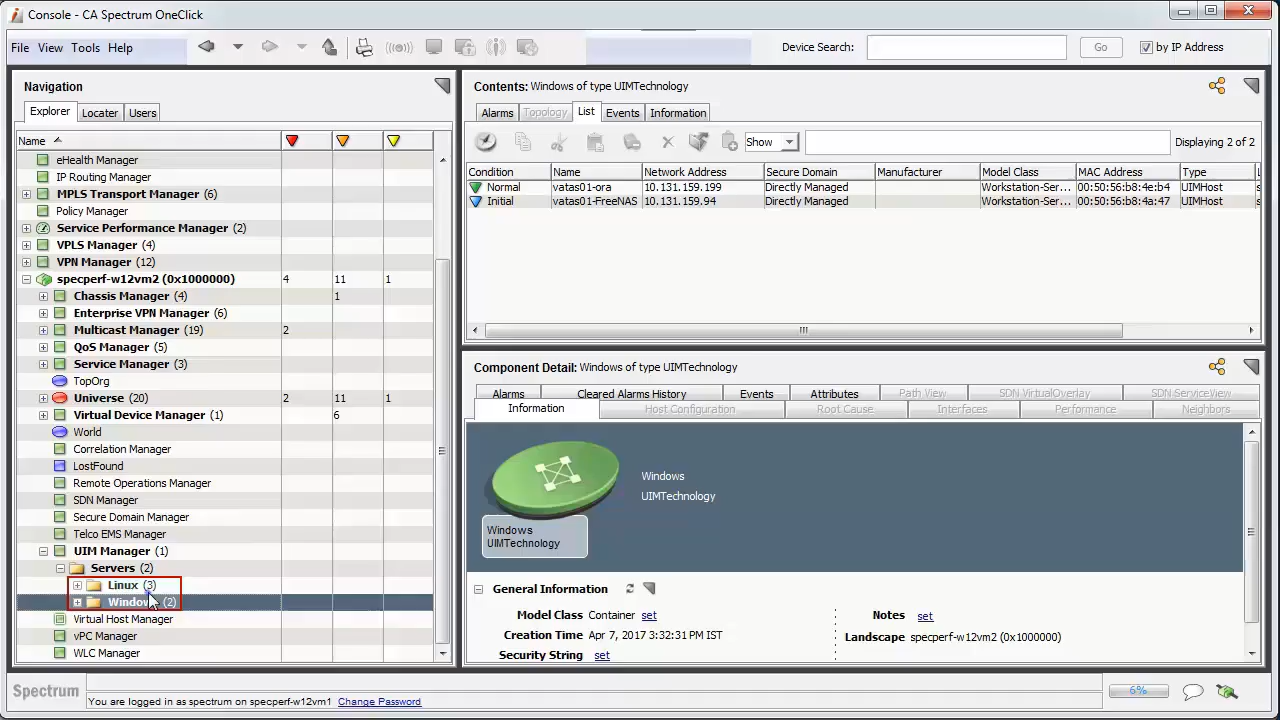 Console - CA Spectrum OneClick
File View Tools Help
Device Search:
Go
by IP Address
Navigation
Explorer Locater Users
Name
eHealth Manager
IP Routing Manager
MPLS Transport Manager (6)
Policy Manager
Service Performance Manager (2)
VPLS Manager (4)
VPN Manager (12)
specperf-w12vm2 (0x1000000) 4 11 1
Chassis Manager (4) 1
Enterprise VPN Manager (6)
Multicast Manager (19) 2
QoS Manager (5)
Service Manager (3)
TopOrg
Universe (20) 2 11 1
Virtual Device Manager (1) 6
World
Correlation Manager
LostFound
Remote Operations Manager
SDN Manager
Secure Domain Manager
Telco EMS Manager
UIM Manager (1)
Servers (2)
Linux (3)
Windows (2)
Virtual Host Manager
vPC Manager
WLC Manager
Contents: Windows of type UIMTechnology
Alarms Topology List Events Information
Show
Displaying 2 of 2
Condition Name Network Address Secure Domain Manufacturer Model Class MAC Address Type L
Normal vatas01-ora 10.131.159.199 Directly Managed Workstation-Ser... 00:50:56:b8:4e:b4 UIMHost s
Initial vatas01-FreeNAS 10.131.159.94 Directly Managed Workstation-Ser... 00:50:56:b8:4a:47 UIMHost s
Component Detail: Windows of type UIMTechnology
Alarms Cleared Alarms History Events Attributes Path View SDN VirtualOverlay SDN ServiceView
Information Host Configuration Root Cause Interfaces Performance Neighbors
Windows
UIMTechnology
Windows
UIMTechnology
General Information
Model Class Container set
Creation Time Apr 7, 2017 3:32:31 PM IST
Security String set
Notes set
Landscape specperf-w12vm2 (0x1000000)
Spectrum
You are logged in as spectrum on specperf-w12vm1 Change Password
6%